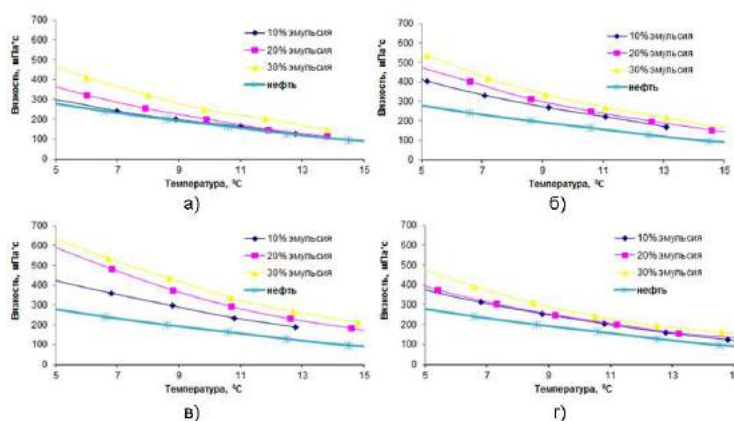 700
600
500
400
300
200
100
0
Вязкость, мПа*с
10% эмульсия
20% эмульсия
30% эмульсия
нефть
5 7 9 11 13 15
Температура, ⁰С
а)
700
600
500
400
300
200
100
0
Вязкость, мПа*с
10% эмульсия
20% эмульсия
30% эмульсия
нефть
5 7 9 11 13 15
Температура, ⁰С
б)
700
600
500
400
300
200
100
0
Вязкость, мПа*с
10% эмульсия
20% эмульсия
30% эмульсия
нефть
5 7 9 11 13 15
Температура, ⁰С
в)
700
600
500
400
300
200
100
0
Вязкость, мПа*с
10% эмульсия
20% эмульсия
30% эмульсия
нефть
5 7 9 11 13 15
Температура, ⁰С
г)